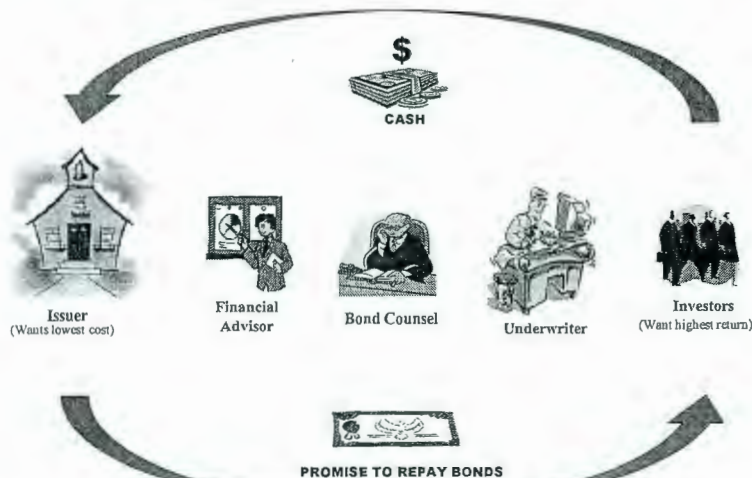 $
CASH
Issuer
(Wants lowest cost)
Financial
Advisor
Bond Counsel
Underwriter
Investors
(Want highest return)
PROMISE TO REPAY BONDS